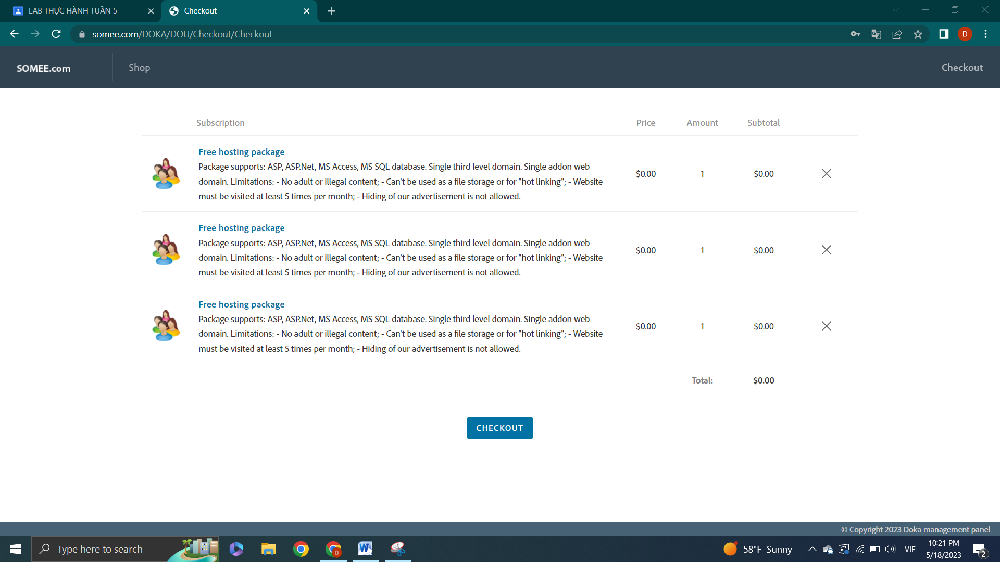 LAB THỰC HÀNH TUẦN 5
Checkout
somee.com/DOKA/DOU/Checkout/Checkout
D
SOMEE.com
Shop
Checkout
Subscription Price Amount Subtotal
Free hosting package
Package supports: ASP, ASP.Net, MS Access, MS SQL database. Single third level domain. Single addon web
domain. Limitations: - No adult or illegal content; - Can't be used as a file storage or for "hot linking"; - Website
must be visited at least 5 times per month; - Hiding of our advertisement is not allowed.
$0.00 1 $0.00
Free hosting package
Package supports: ASP, ASP.Net, MS Access, MS SQL database. Single third level domain. Single addon web
domain. Limitations: - No adult or illegal content; - Can't be used as a file storage or for "hot linking"; - Website
must be visited at least 5 times per month; - Hiding of our advertisement is not allowed.
$0.00 1 $0.00
Free hosting package
Package supports: ASP, ASP.Net, MS Access, MS SQL database. Single third level domain. Single addon web
domain. Limitations: - No adult or illegal content; - Can't be used as a file storage or for "hot linking"; - Website
must be visited at least 5 times per month; - Hiding of our advertisement is not allowed.
$0.00 1 $0.00
Total: $0.00
CHECKOUT
© Copyright 2023 Doka management panel
Type here to search
D
58°F Sunny
VIE
10:21 PM
5/18/2023
2